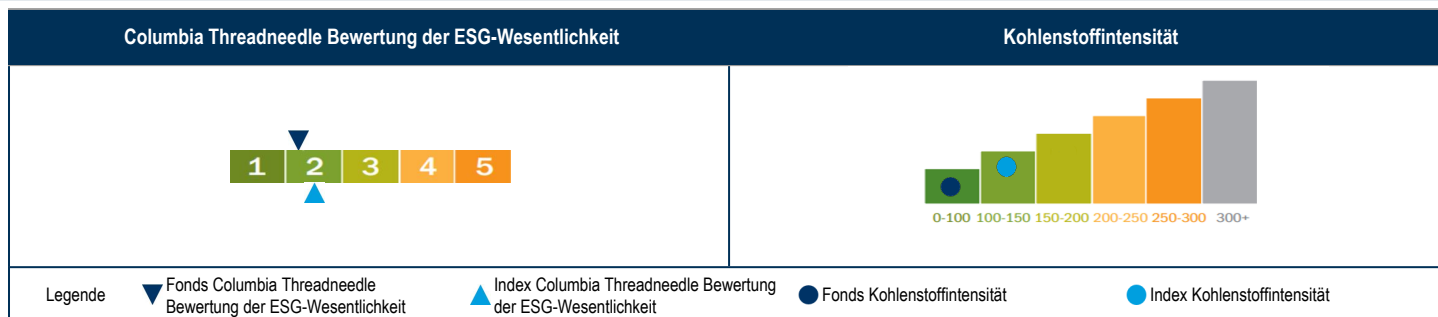 Columbia Threadneedle Bewertung der ESG-Wesentlichkeit
Kohlenstoffintensität
1 2 3 4 5
0-100 100-150 150-200 200-250 250-300 300+
Legende
Fonds Columbia Threadneedle
Bewertung der ESG-Wesentlichkeit
Index Columbia Threadneedle Bewertung
der ESG-Wesentlichkeit
Fonds Kohlenstoffintensität
Index Kohlenstoffintensität